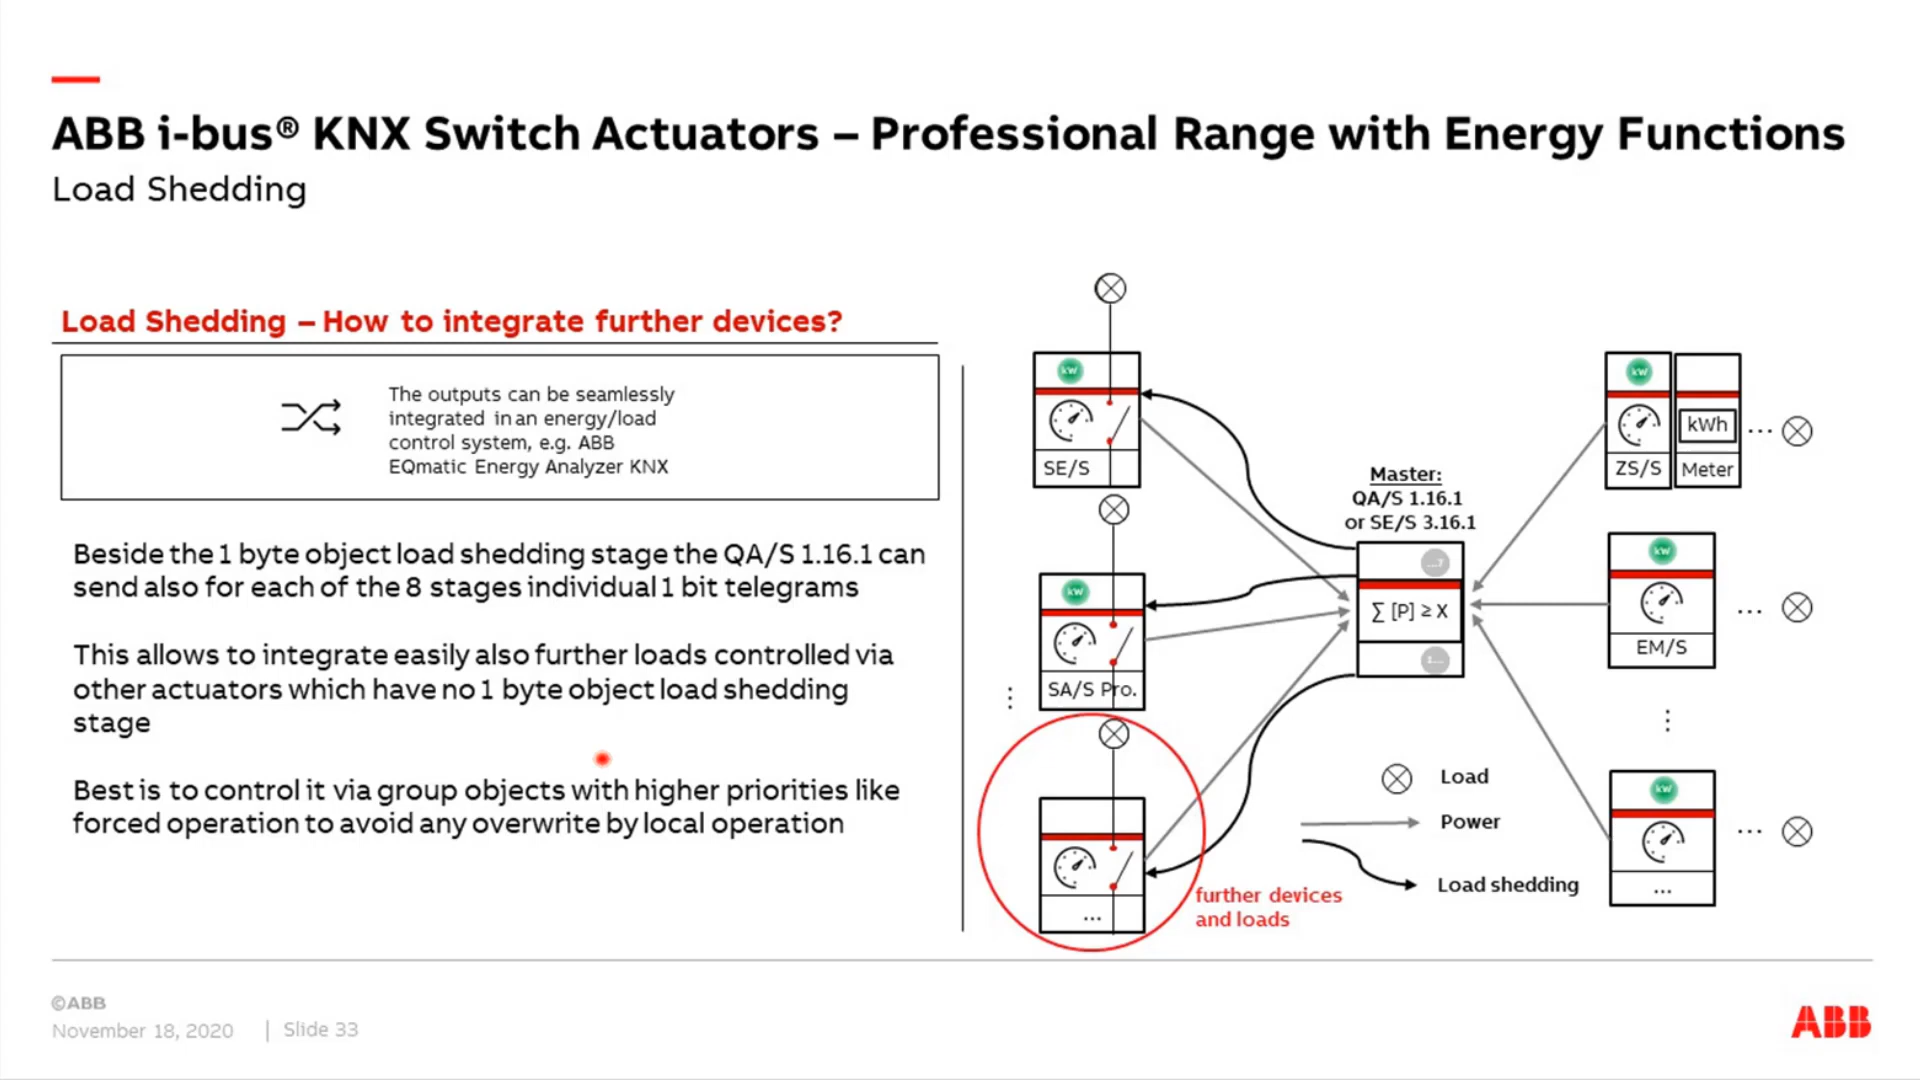 ABB i-bus® KNX Switch Actuators – Professional Range with Energy Functions
Load Shedding
Load Shedding – How to integrate further devices?
The outputs can be seamlessly
integrated in an energy/load
control system, e.g. ABB
EQmatic Energy Analyzer KNX
Beside the 1 byte object load shedding stage the QA/S 1.16.1 can
send also for each of the 8 stages individual 1 bit telegrams
This allows to integrate easily also further loads controlled via
other actuators which have no 1 byte object load shedding
stage
Best is to control it via group objects with higher priorities like
forced operation to avoid any overwrite by local operation
kW
SE/S
kW
SA/S Pro.
...
further devices
and loads
Master:
QA/S 1.16.1
or SE/S 3.16.1
∑ [P] ≥ X
kW
ZS/S
kWh
Meter
...
kW
EM/S
...
kW
...
...
Load
Power
Load shedding
©ABB
November 18, 2020 | Slide 33
ABB